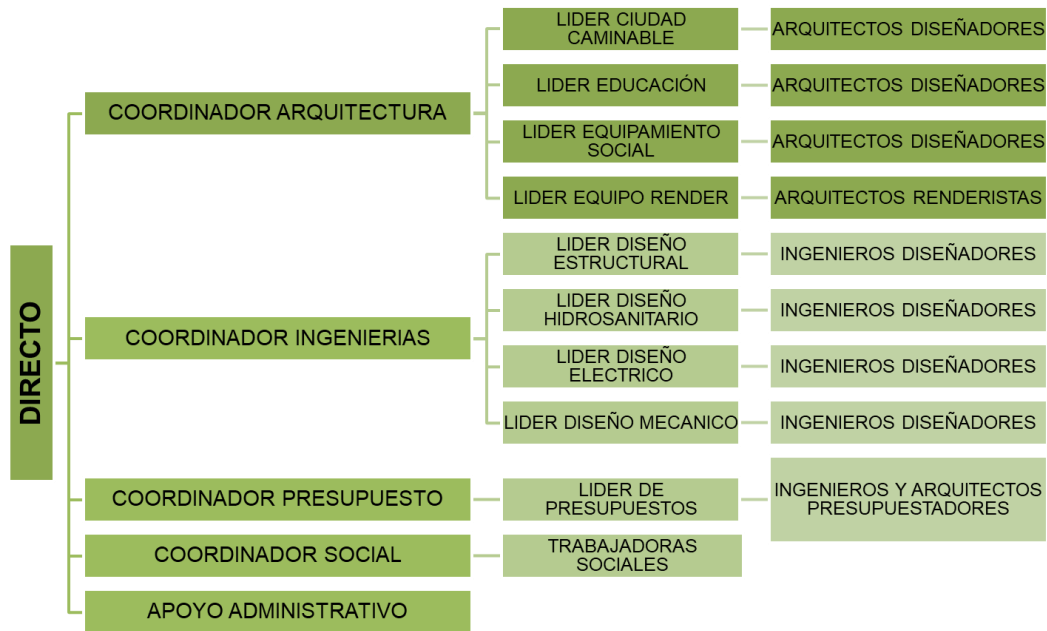 DIRECTO
COORDINADOR ARQUITECTURA
LIDER CIUDAD
CAMINABLE
ARQUITECTOS DISEÑADORES
LIDER EDUCACIÓN
ARQUITECTOS DISEÑADORES
LIDER EQUIPAMIENTO
SOCIAL
ARQUITECTOS DISEÑADORES
LIDER EQUIPO RENDER
ARQUITECTOS RENDERISTAS
COORDINADOR INGENIERIAS
LIDER DISEÑO
ESTRUCTURAL
INGENIEROS DISEÑADORES
LIDER DISEÑO
HIDROSANITARIO
INGENIEROS DISEÑADORES
LIDER DISEÑO
ELECTRICO
INGENIEROS DISEÑADORES
LIDER DISEÑO MECANICO
INGENIEROS DISEÑADORES
COORDINADOR PRESUPUESTO
LIDER DE
PRESUPUESTOS
INGENIEROS Y ARQUITECTOS
PRESUPUESTADORES
COORDINADOR SOCIAL
TRABAJADORAS
SOCIALES
APOYO ADMINISTRATIVO